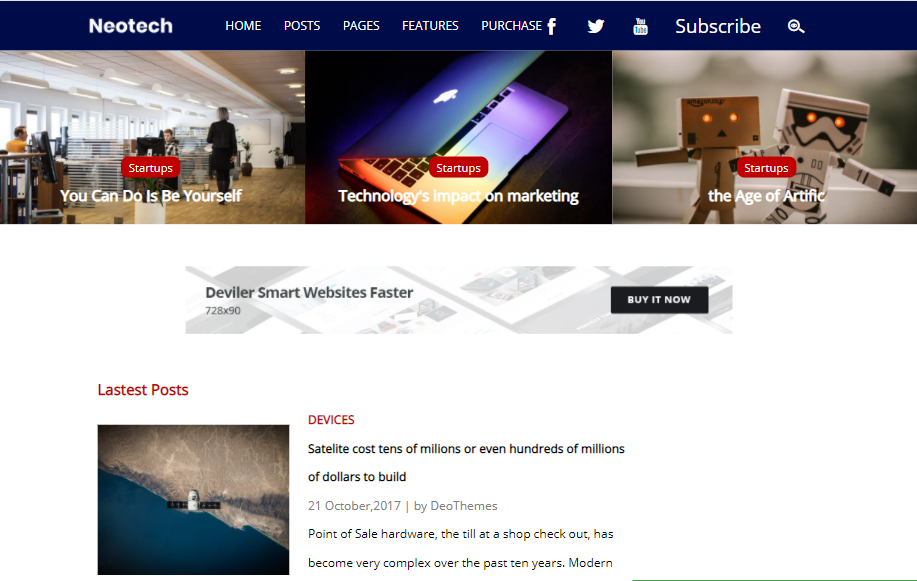 Neotech
HOME
POSTS
PAGES
FEATURES
PURCHASE
Subscribe
Startups
You Can Do Is Be Yourself
Startups
Technology's impact on marketing
Startups
the Age of Artific
Deviler Smart Websites Faster
728x90
BUY IT NOW
Lastest Posts
DEVICES
Satelite cost tens of milions or even hundreds of millions
of dollars to build
21 October,2017 | by DeoThemes
Point of Sale hardware, the till at a shop check out, has
become very complex over the past ten years. Modern